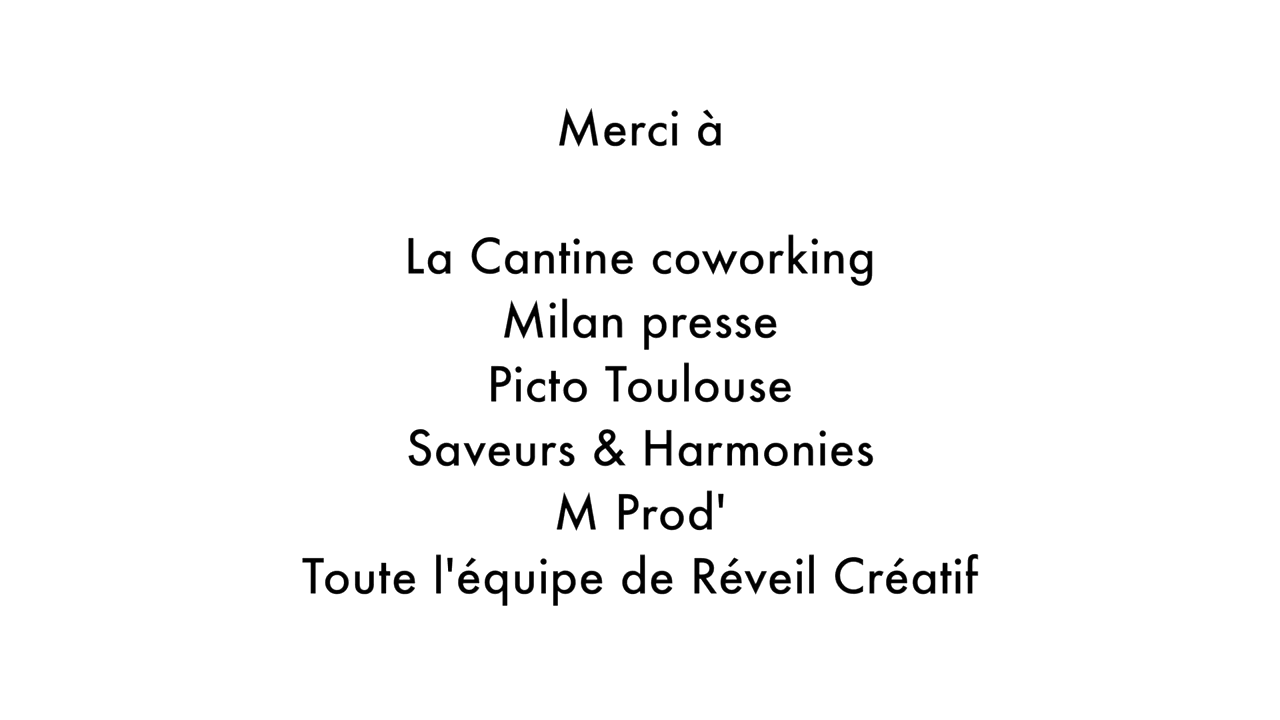 Merci à
La Cantine coworking
Milan presse
Picto Toulouse
Saveurs & Harmonies
M Prod'
Toute l'équipe de Réveil Créatif